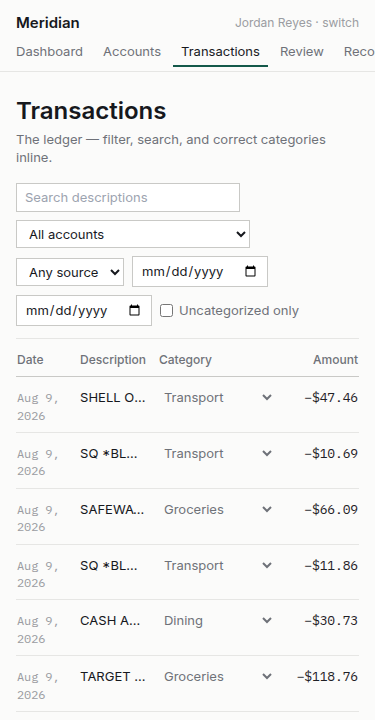 Meridian
Jordan Reyes · switch
Dashboard Accounts Transactions Review Reco
Transactions
The ledger — filter, search, and correct categories
inline.
Search descriptions
All accounts
Any source mm/dd/yyyy
mm/dd/yyyy Uncategorized only
Date Description Category Amount
Aug 9, 2026 SHELL O... Transport −$47.46
Aug 9, 2026 SQ *BL... Transport −$10.69
Aug 9, 2026 SAFEWA... Groceries −$66.09
Aug 9, 2026 SQ *BL... Transport −$11.86
Aug 9, 2026 CASH A... Dining −$30.73
Aug 9, 2026 TARGET ... Groceries −$118.76